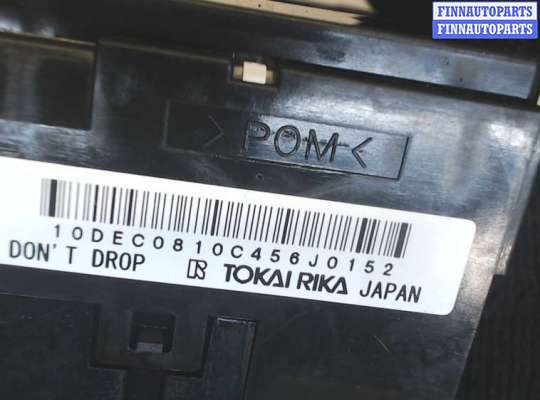 FINNAUTOPARTS
FINNAUTOPARTS
>POM<
10DEC0810C456J0152
DON'T DROP TOKAI RIKA JAPAN